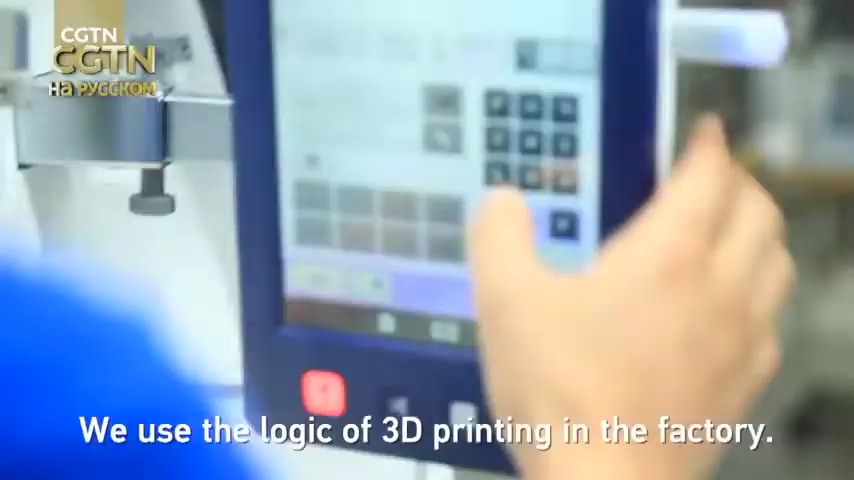 CGTN
CGTN
на русском
We use the logic of 3D printing in the factory.